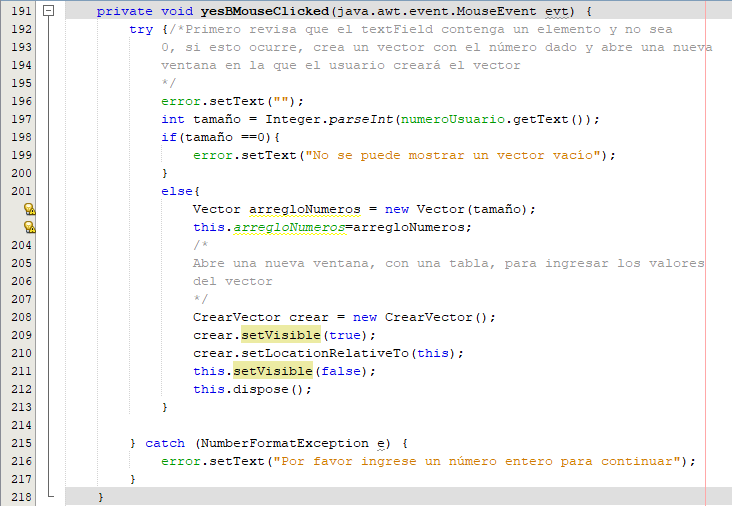 191 private void yesBMouseClicked(java.awt.event.MouseEvent evt) {
192 try {/*Primero revisa que el textField contenga un elemento y no sea
193 0, si esto ocurre, crea un vector con el número dado y abre una nueva
194 ventana en la que el usuario creará el vector
195 */
196 error.setText("");
197 int tamaño = Integer.parseInt(numeroUsuario.getText());
198 if(tamaño ==0){
199 error.setText("No se puede mostrar un vector vacío");
200 }
201 else{
Vector arregloNumeros = new Vector(tamaño);
this.arregloNumeros=arregloNumeros;
204 /*
205 Abre una nueva ventana, con una tabla, para ingresar los valores
206 del vector
207 */
208 CrearVector crear = new CrearVector();
209 crear.setVisible(true);
210 crear.setLocationRelativeTo(this);
211 this.setVisible(false);
212 this.dispose();
213 }
214
215 } catch (NumberFormatException e) {
216 error.setText("Por favor ingrese un número entero para continuar");
217 }
218 }